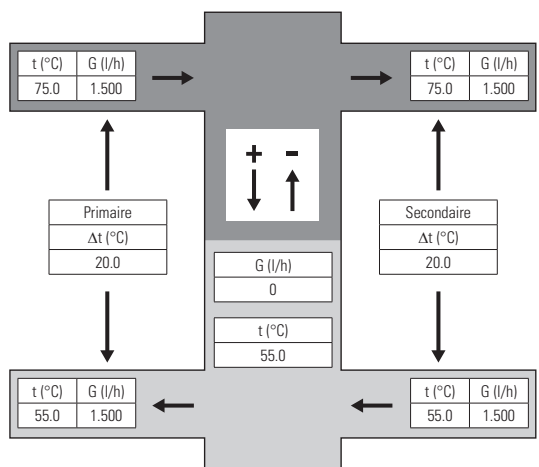 t (°C) G (l/h)
75.0 1.500
t (°C) G (l/h)
75.0 1.500
+ -
Primaire
Δt (°C)
20.0
Secondaire
Δt (°C)
20.0
G (l/h)
0
t (°C)
55.0
t (°C) G (l/h)
55.0 1.500
t (°C) G (l/h)
55.0 1.500